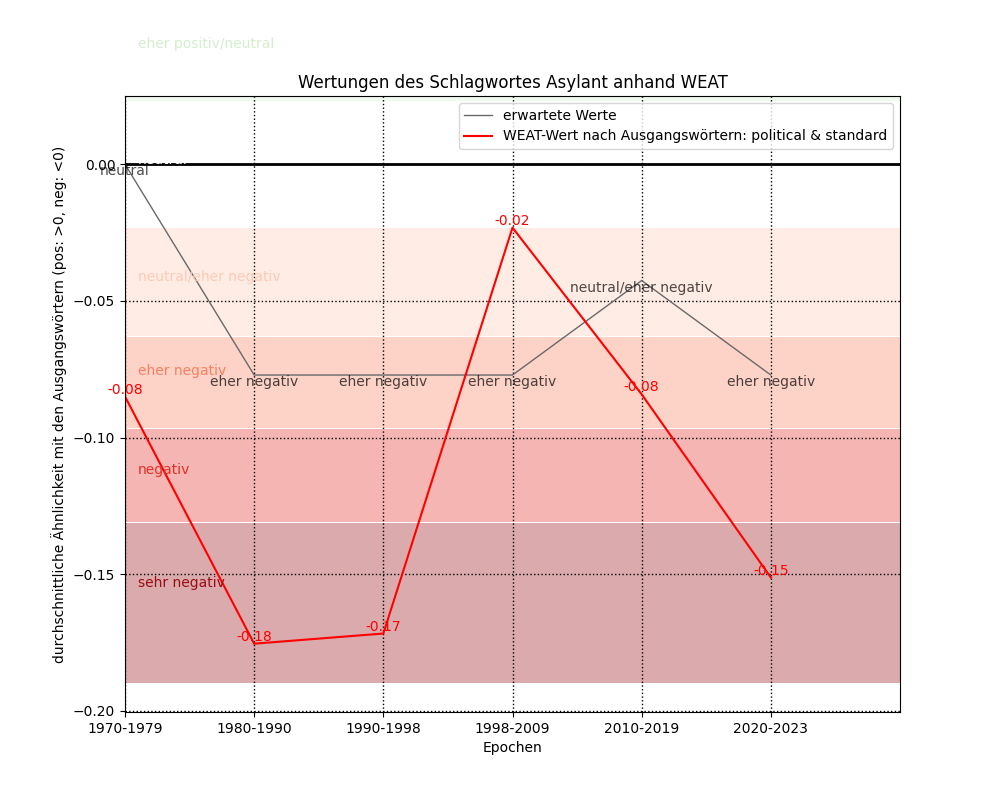 eher positiv/neutral
Wertungen des Schlagwortes Asylant anhand WEAT
erwartete Werte
WEAT-Wert nach Ausgangswörtern: political & standard
0.00
neutral
neutral
-0.02
neutral/eher negativ
neutral/eher negativ
−0.05
eher negativ
-0.08
eher negativ
eher negativ
eher negativ
-0.08
eher negativ
−0.10
negativ
−0.15
sehr negativ
-0.15
-0.18
-0.17
−0.20
1970-1979
1980-1990
1990-1998
1998-2009
2010-2019
2020-2023
Epochen
durchschnittliche Ähnlichkeit mit den Ausgangswörtern (pos: >0, neg: <0)